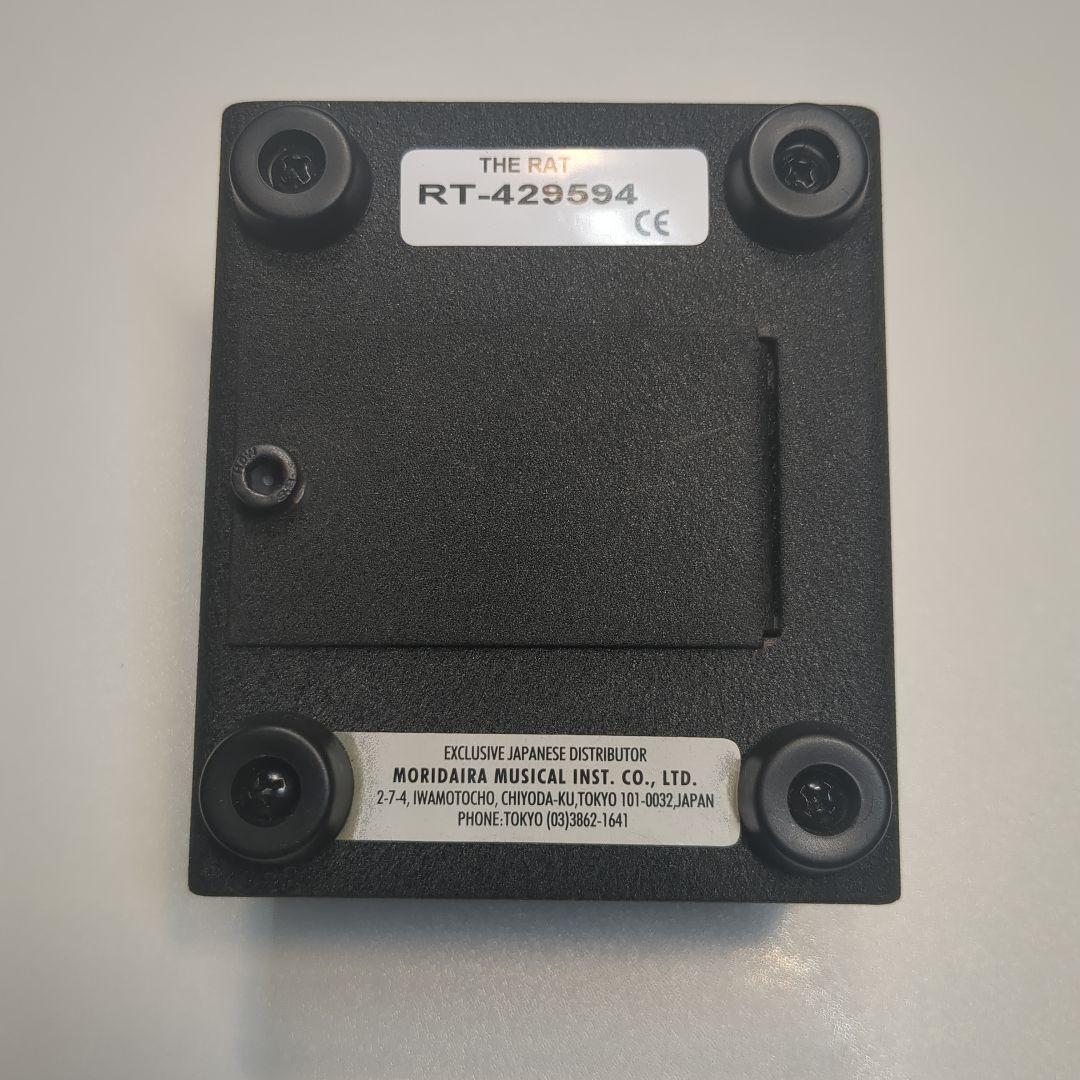 THE RAT
RT-429594
CE
EXCLUSIVE JAPANESE DISTRIBUTOR
MORIDAIRA MUSICAL INST. CO., LTD.
2-7-4, IWAMOTOCHO, CHIYODA-KU,TOKYO 101-0032,JAPAN
PHONE:TOKYO (03)3862-1641